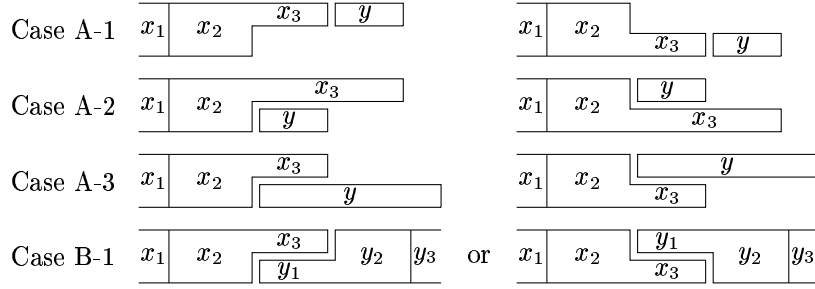 Case A-1 x₁ x₂ x₃ y x₁ x₂ x₃ y
Case A-2 x₁ x₂ x₃ y x₁ x₂ y x₃
Case A-3 x₁ x₂ x₃ y x₁ x₂ y x₃
Case B-1 x₁ x₂ x₃ y₁ y₂ y₃ or x₁ x₂ y₁ x₃ y₂ y₃